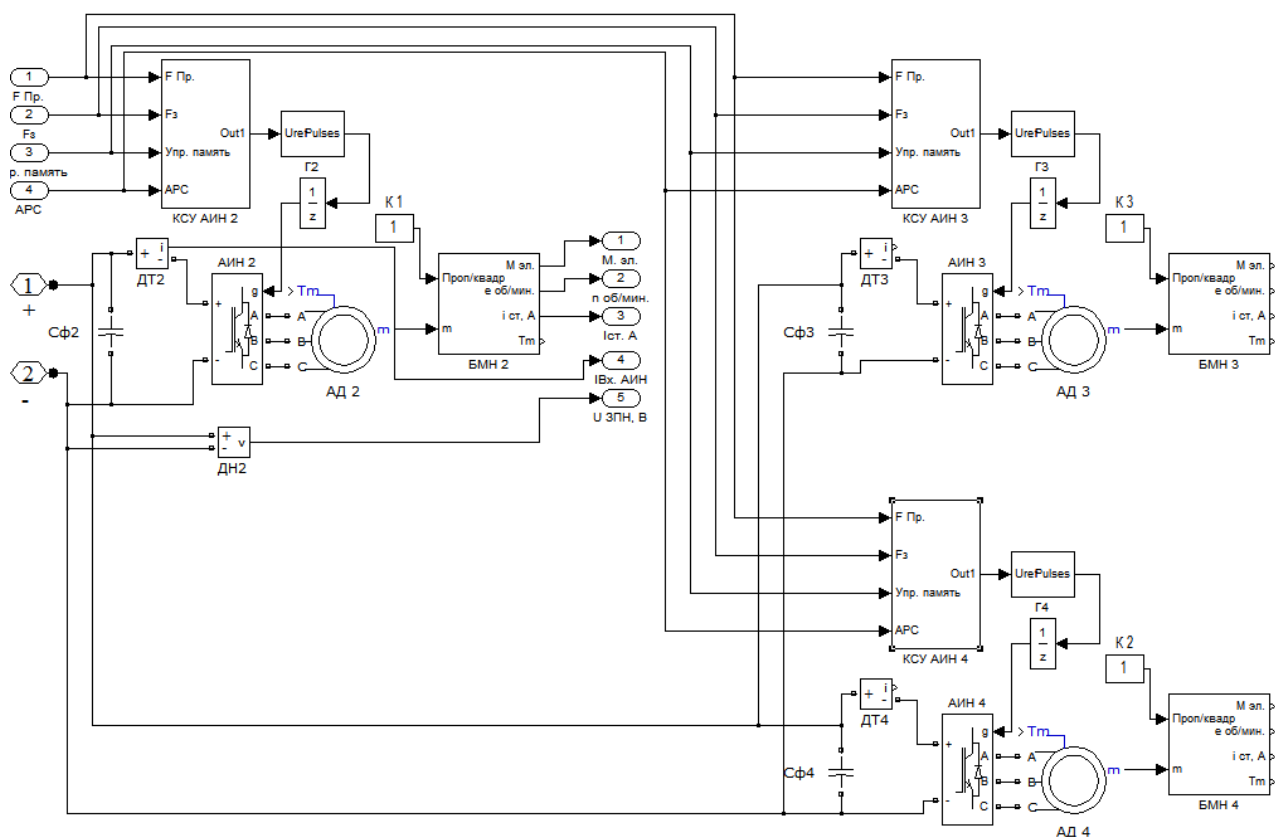 1
F Пр.
2
Fз
3
р. память
4
АРС
F Пр.
Fз
Упр. память
АРС
Out1
КСУ АИН 2
UrefPulses
Г2
1
z
К 1
1
+
i
-
ДТ2
АИН 2
g
+
-
A
B
C
Tm
A
B
C
m
АД 2
1
+
2
-
Сф2
Проп/квадр
m
М эл.
е об/мин.
i ст, А
Tm
БМН 2
1
М. эл.
2
n об/мин.
3
Iст. А
4
IВх. АИН
5
U ЗПН, В
+
-
v
ДН2
F Пр.
Fз
Упр. память
АРС
Out1
КСУ АИН 3
UrefPulses
Г3
1
z
К 3
1
+
i
-
ДТ3
АИН 3
g
+
-
A
B
C
Tm
A
B
C
m
АД 3
Сф3
Проп/квадр
m
М эл.
е об/мин.
i ст, А
Tm
БМН 3
F Пр.
Fз
Упр. память
АРС
Out1
КСУ АИН 4
UrefPulses
Г4
1
z
К 2
1
+
i
-
ДТ4
АИН 4
g
+
-
A
B
C
Tm
A
B
C
m
АД 4
Сф4
Проп/квадр
m
М эл.
е об/мин.
i ст, А
Tm
БМН 4